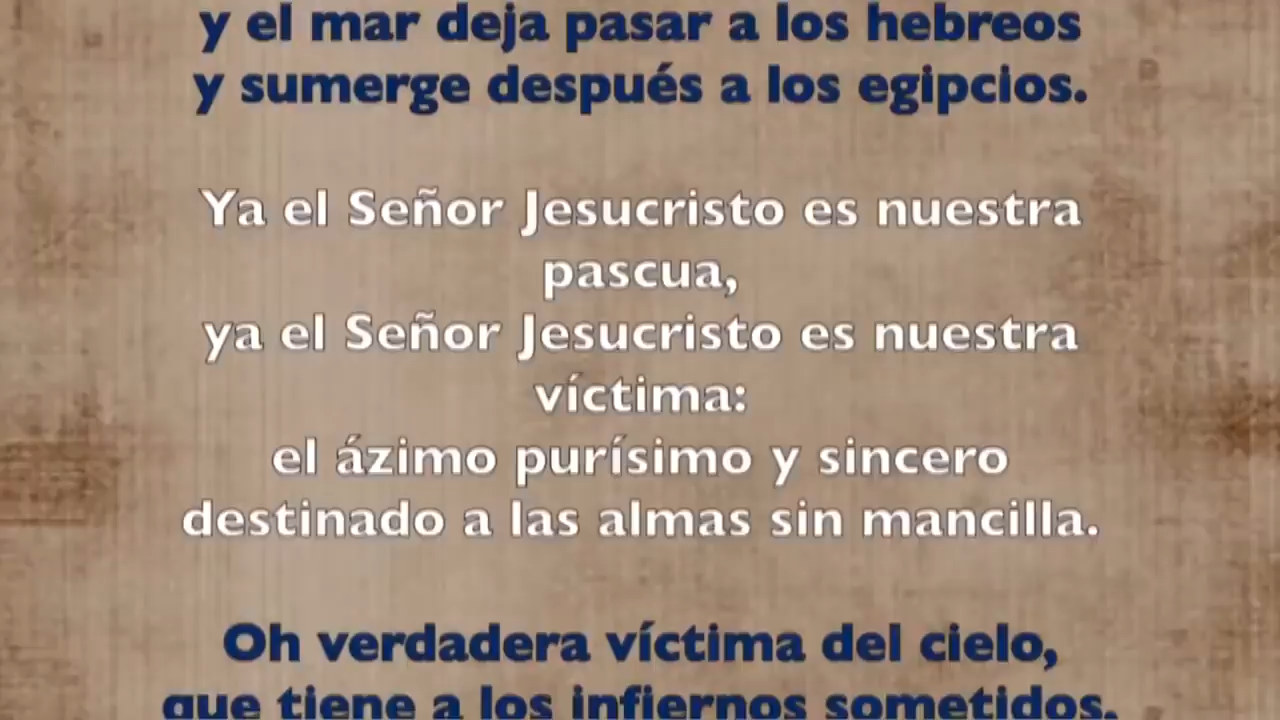 y el mar deja pasar a los hebreos
y sumerge después a los egipcios.
Ya el Señor Jesucristo es nuestra
pascua,
ya el Señor Jesucristo es nuestra
víctima:
el ázimo purísimo y sincero
destinado a las almas sin mancilla.
Oh verdadera víctima del cielo,
que tiene a los infiernos sometidos,